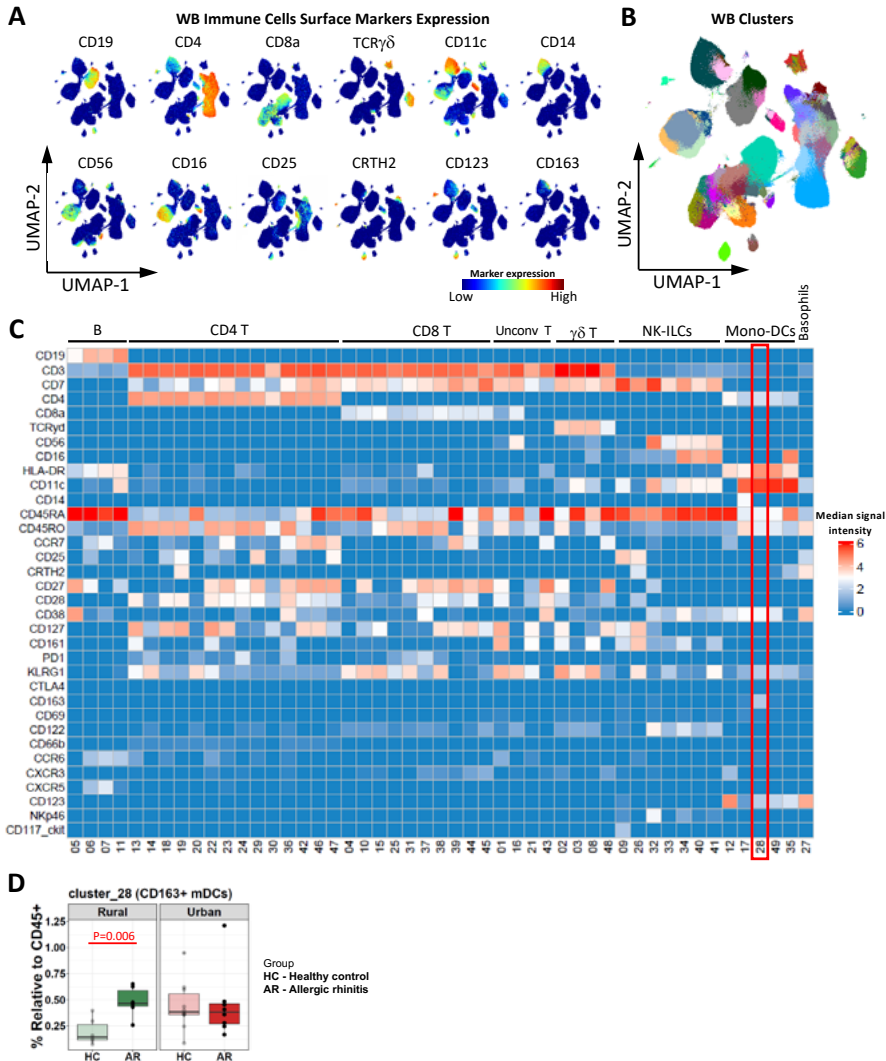 A
WB Immune Cells Surface Markers Expression
CD19 CD4 CD8a TCRγδ CD11c CD14
CD56 CD16 CD25 CRTH2 CD123 CD163
UMAP-2
UMAP-1
Marker expression
Low High
B
WB Clusters
UMAP-2
UMAP-1
C
B CD4 T CD8 T Unconv T γδ T NK-ILCs Mono-DCs Basophils
CD19
CD3
CD7
CD4
CD8a
TCRyd
CD56
CD16
HLA-DR
CD11c
CD14
CD45RA
CD45RO
CCR7
CD25
CRTH2
CD27
CD28
CD38
CD127
CD161
PD1
KLRG1
CTLA4
CD163
CD69
CD122
CD66b
CCR6
CXCR3
CXCR5
CD123
NKp46
CD117_ckit
05 06 07 11 13 14 18 19 20 22 23 24 29 30 36 42 46 47 04 10 15 25 31 37 38 39 44 45 01 16 21 43 02 03 08 48 09 26 32 33 34 40 41 12 17 28 49 35 27
Median signal
intensity
6
4
2
0
D
cluster_28 (CD163+ mDCs)
Rural Urban
% Relative to CD45+
1.25
1.00
0.75
0.50
0.25
P=0.006
HC AR HC AR
Group
HC - Healthy control
AR - Allergic rhinitis